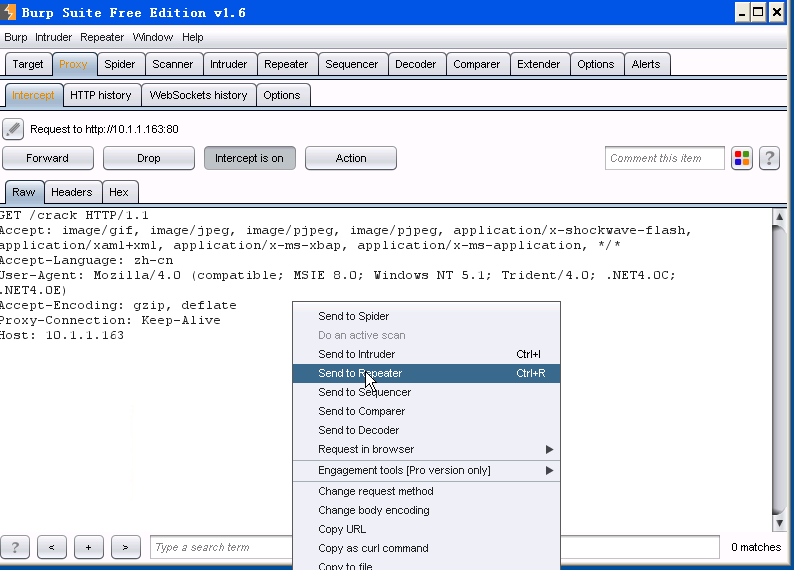 Burp Suite Free Edition v1.6
Burp Intruder Repeater Window Help
Target Proxy Spider Scanner Intruder Repeater Sequencer Decoder Comparer Extender Options Alerts
Intercept HTTP history WebSockets history Options
Request to http://10.1.1.163:80
Forward Drop Intercept is on Action Comment this item ?
Raw Headers Hex
GET /crack HTTP/1.1
Accept: image/gif, image/jpeg, image/pjpeg, image/pjpeg, application/x-shockwave-flash,
application/xaml+xml, application/x-ms-xbap, application/x-ms-application, */*
Accept-Language: zh-cn
User-Agent: Mozilla/4.0 (compatible; MSIE 8.0; Windows NT 5.1; Trident/4.0; .NET4.0C;
.NET4.0E)
Accept-Encoding: gzip, deflate
Proxy-Connection: Keep-Alive
Host: 10.1.1.163
Send to Spider
Do an active scan
Send to Intruder Ctrl+I
Send to Repeater Ctrl+R
Send to Sequencer
Send to Comparer
Send to Decoder
Request in browser
Engagement tools [Pro version only]
Change request method
Change body encoding
Copy URL
Copy as curl command
Copy to file
? < + > Type a search term 0 matches